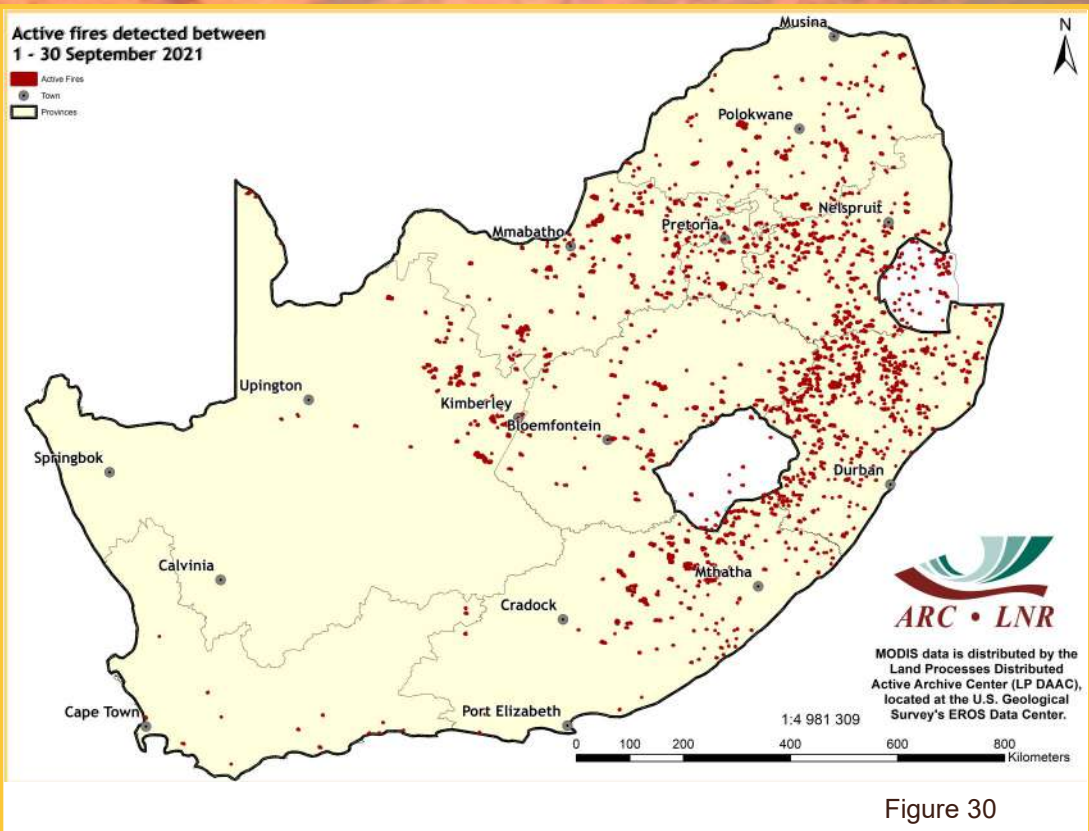 Active fires detected between
1 - 30 September 2021
Active Fires
Town
Provinces
N
Musina
Polokwane
Nelspruit
Pretoria
Mmabatho
Upington
Kimberley
Bloemfontein
Springbok
Durban
Calvinia
Mthatha
Cradock
Cape Town
Port Elizabeth
ARC • LNR
MODIS data is distributed by the
Land Processes Distributed
Active Archive Center (LP DAAC),
located at the U.S. Geological
Survey's EROS Data Center.
1:4 981 309
0 100 200 400 600 800
Kilometers
Figure 30